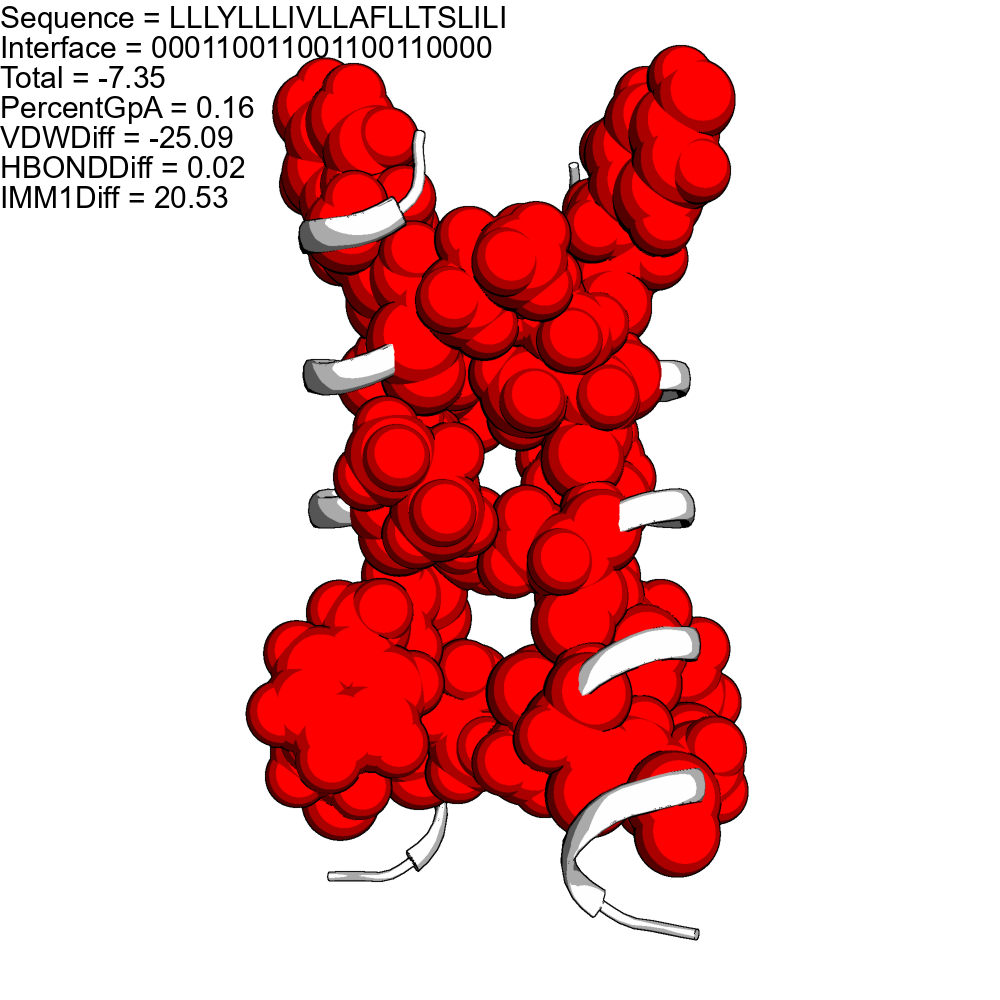 Sequence = LLLYLLLIVLLAFLLTSLILI
Interface = 000110011001100110000
Total = -7.35
PercentGpA = 0.16
VDWDiff = -25.09
HBONDDiff = 0.02
IMM1Diff = 20.53